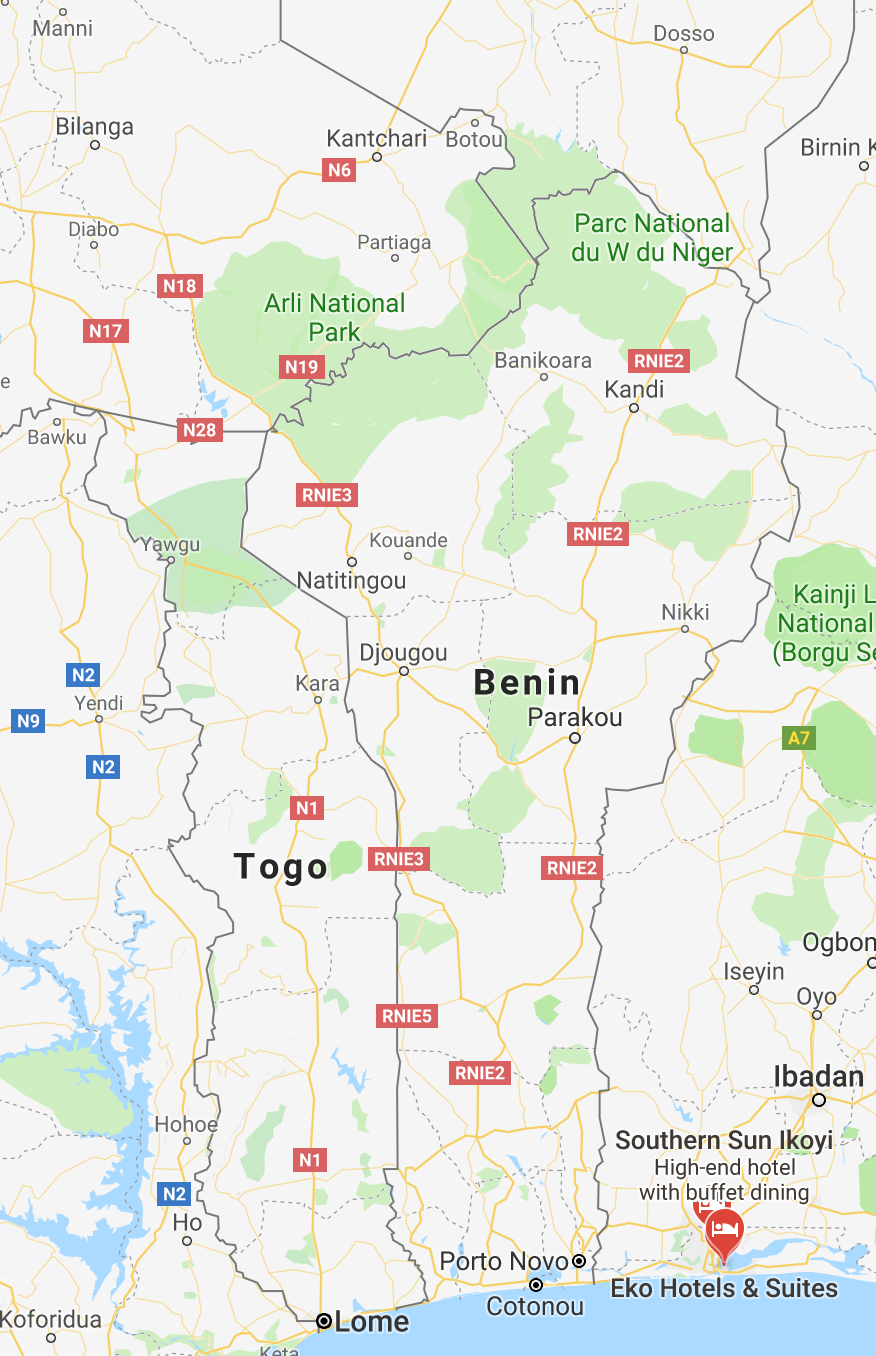 Manni
Dosso
Bilanga
Kantchari
Botou
Birnin K
N6
Parc National
du W du Niger
Diabo
Partiaga
N18
Arli National
Park
N17
N19
Banikoara
RNIE2
Kandi
e
Bawku
N28
RNIE3
RNIE2
Yawgu
Kouande
Natitingou
Kainji L
National
(Borgu Se
Nikki
Djougou
N2
Kara
Benin
Yendi
N9
Parakou
A7
N2
N1
Togo
RNIE3
RNIE2
Ogbom
Iseyin
Oyo
RNIE5
RNIE2
Ibadan
Hohoe
Southern Sun Ikoyi
High-end hotel
with buffet dining
N1
N2
Ho
Porto Novo
Eko Hotels & Suites
Cotonou
Koforidua
Lome
Keta